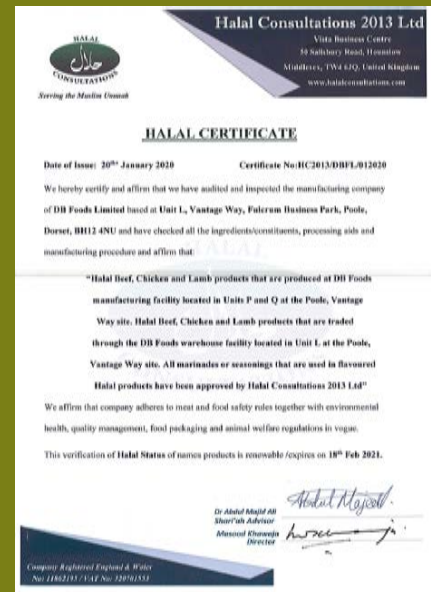 Halal Consultations 2013 Ltd
Vista Business Centre
50 Salisbury Road, Hounslow
Middlesex, TW4 6JQ, United Kingdom
www.halalconsultations.com
HALAL
حلال
CONSULTATIONS
Serving the Muslim Ummah
HALAL CERTIFICATE
Date of Issue: 20th January 2020 Certificate No:HC2013/DBFL/012020
We hereby certify and affirm that we have audited and inspected the manufacturing company
of DB Foods Limited based at Unit L, Vantage Way, Fulcrum Business Park, Poole,
Dorset, BH12 4NU and have checked all the ingredients/constituents, processing aids and
manufacturing procedure and affirm that:
"Halal Beef, Chicken and Lamb products that are produced at DB Foods
manufacturing facility located in Units P and Q at the Poole, Vantage
Way site. Halal Beef, Chicken and Lamb products that are traded
through the DB Foods warehouse facility located in Unit L at the Poole,
Vantage Way site. All marinades or seasonings that are used in flavoured
Halal products have been approved by Halal Consultations 2013 Ltd"
We affirm that company adheres to meat and food safety rules together with environmental
health, quality management, food packaging and animal welfare regulations in vogue.
This verification of Halal Status of names products is renewable /expires on 18th Feb 2021.
Abdul Majeed.
Dr Abdul Majid Ali
Shari'ah Advisor
Masood Khawaja
Director
Company Registered England & Wales